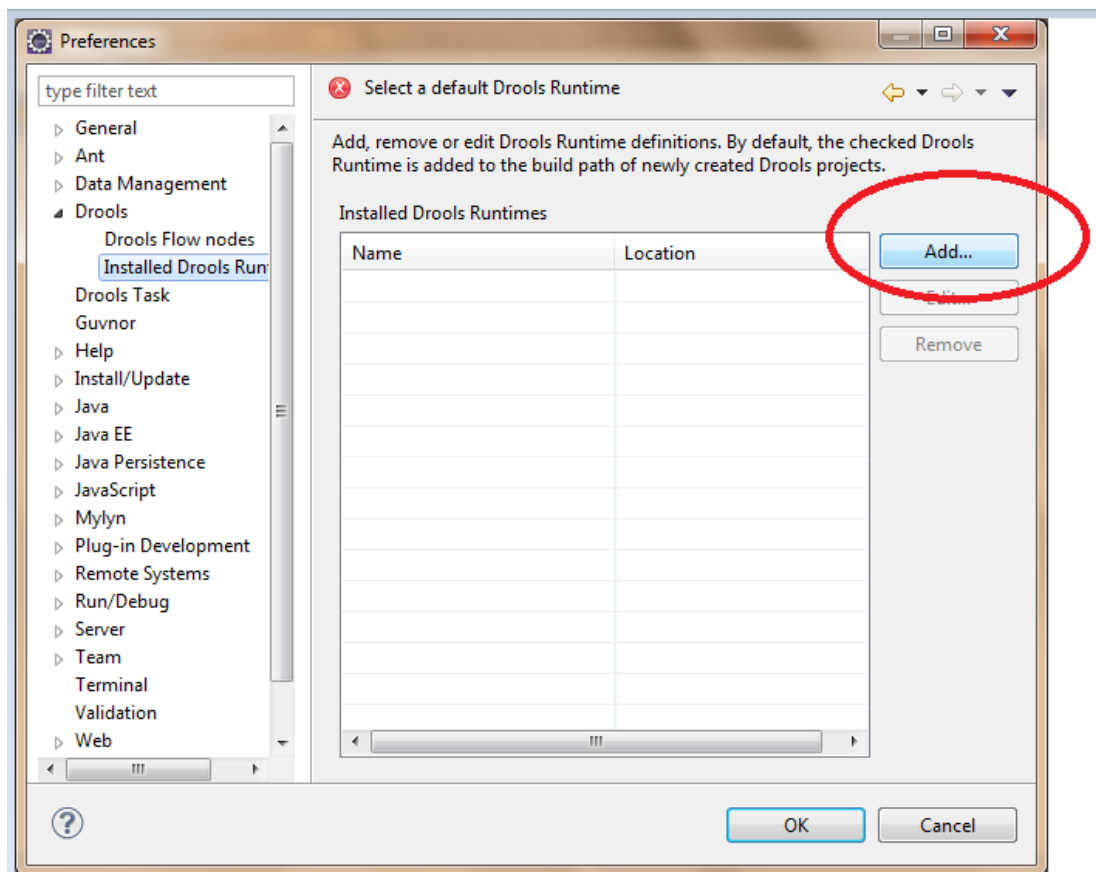 Preferences
type filter text
General
Ant
Data Management
Drools
Drools Flow nodes
Installed Drools Run
Drools Task
Guvnor
Help
Install/Update
Java
Java EE
Java Persistence
JavaScript
Mylyn
Plug-in Development
Remote Systems
Run/Debug
Server
Team
Terminal
Validation
Web
Select a default Drools Runtime
Add, remove or edit Drools Runtime definitions. By default, the checked Drools
Runtime is added to the build path of newly created Drools projects.
Installed Drools Runtimes
Name Location
Add...
Edit...
Remove
OK Cancel